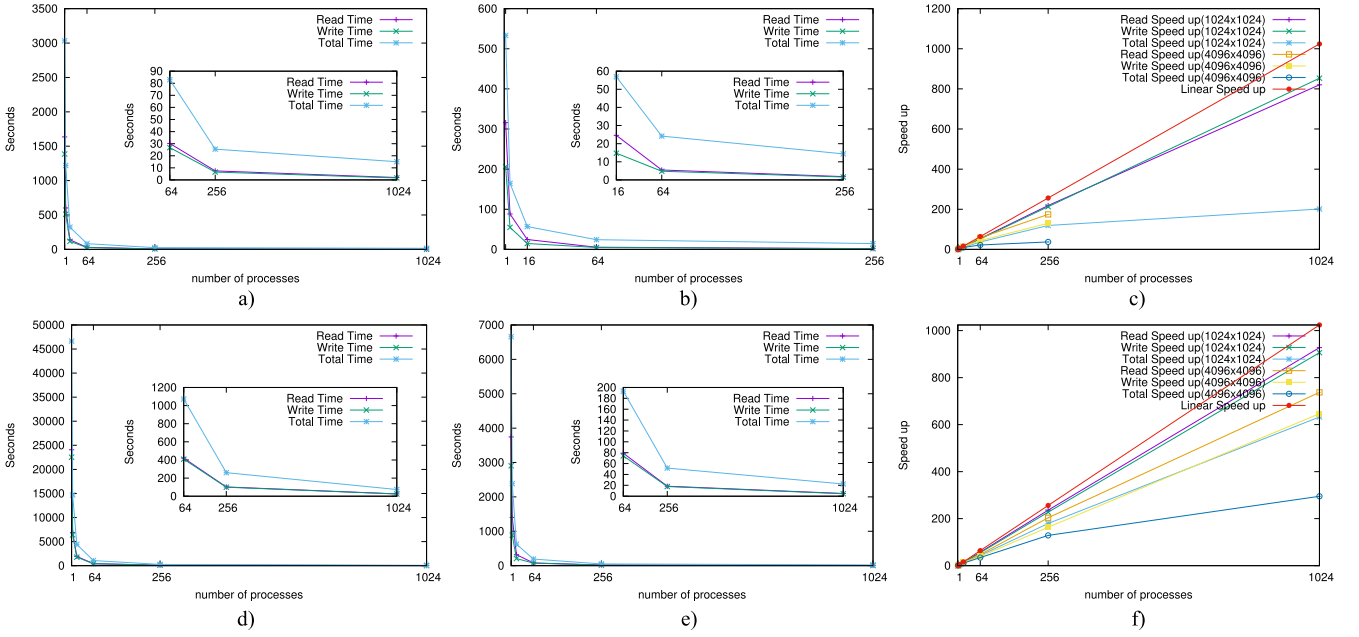 3500
3000
2500
2000
1500
1000
500
0
Seconds
Read Time
Write Time
Total Time
90
80
70
60
50
40
30
20
10
0
Seconds
Read Time
Write Time
Total Time
64 256 1024
1 64 256 1024
number of processes
a)
600
500
400
300
200
100
0
Seconds
Read Time
Write Time
Total Time
60
50
40
30
20
10
0
Seconds
Read Time
Write Time
Total Time
16 64 256
1 16 64 256
number of processes
b)
1200
1000
800
600
400
200
0
Speed up
Read Speed up(1024x1024)
Write Speed up(1024x1024)
Total Speed up(1024x1024)
Read Speed up(4096x4096)
Write Speed up(4096x4096)
Total Speed up(4096x4096)
Linear Speed up
1 64 256 1024
number of processes
c)
50000
45000
40000
35000
30000
25000
20000
15000
10000
5000
0
Seconds
Read Time
Write Time
Total Time
1200
1000
800
600
400
200
0
Seconds
Read Time
Write Time
Total Time
64 256 1024
1 64 256 1024
number of processes
d)
7000
6000
5000
4000
3000
2000
1000
0
Seconds
Read Time
Write Time
Total Time
200
180
160
140
120
100
80
60
40
20
0
Seconds
Read Time
Write Time
Total Time
64 256 1024
1 64 256 1024
number of processes
e)
1000
800
600
400
200
0
Speed up
Read Speed up(1024x1024)
Write Speed up(1024x1024)
Total Speed up(1024x1024)
Read Speed up(4096x4096)
Write Speed up(4096x4096)
Total Speed up(4096x4096)
Linear Speed up
1 64 256 1024
number of processes
f)